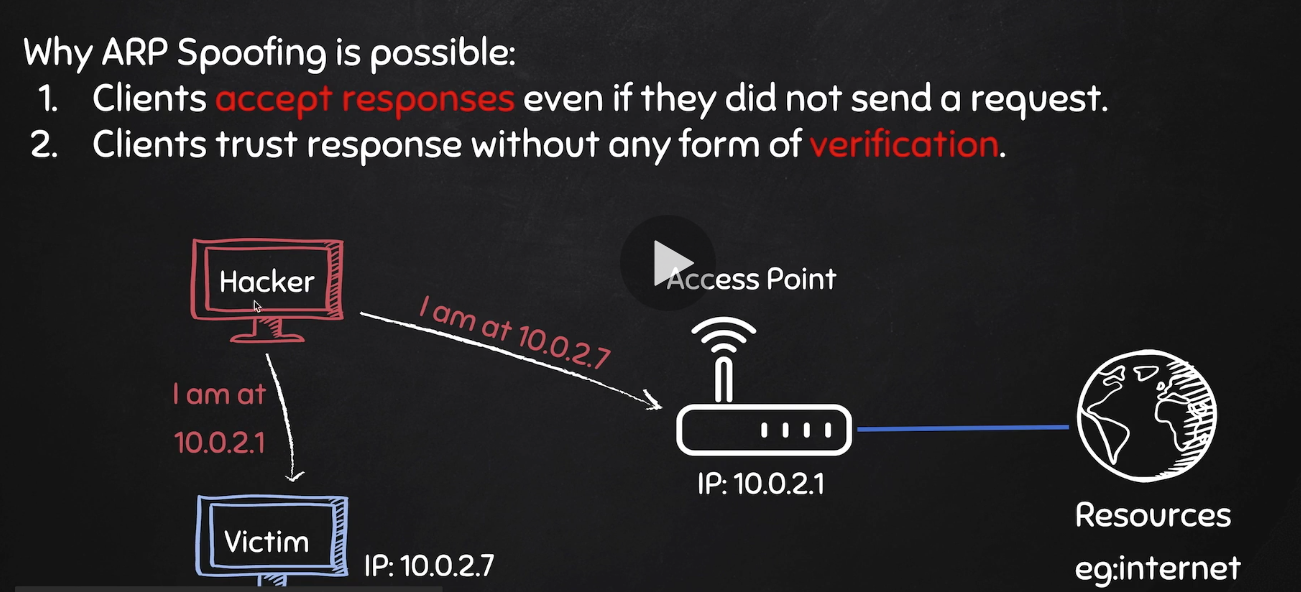 Why ARP Spoofing is possible:
1. Clients accept responses even if they did not send a request.
2. Clients trust response without any form of verification.
Hacker
Access Point
I am at 10.0.2.7
I am at
10.0.2.1
IP: 10.0.2.1
Victim
IP: 10.0.2.7
Resources
eg:internet